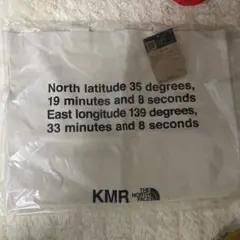 North latitude 35 degrees,
19 minutes and 8 seconds
East longitude 139 degrees,
33 minutes and 8 seconds
KMR THE NORTH FACE